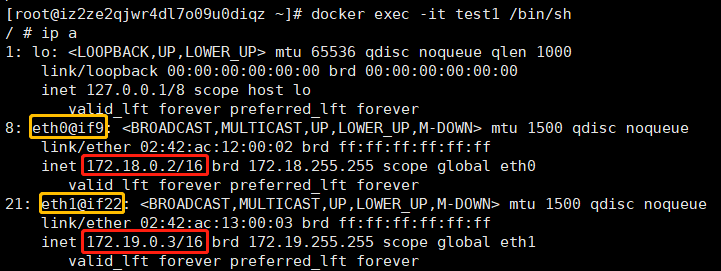 [root@iz2ze2qjwr4dl7o09u0diqz ~]# docker exec -it test1 /bin/sh
/ # ip a
1: lo: <LOOPBACK,UP,LOWER_UP> mtu 65536 qdisc noqueue qlen 1000
link/loopback 00:00:00:00:00:00 brd 00:00:00:00:00:00
inet 127.0.0.1/8 scope host lo
valid_lft forever preferred_lft forever
8: eth0@if9: <BROADCAST,MULTICAST,UP,LOWER_UP,M-DOWN> mtu 1500 qdisc noqueue
link/ether 02:42:ac:12:00:02 brd ff:ff:ff:ff:ff:ff
inet 172.18.0.2/16 brd 172.18.255.255 scope global eth0
valid_lft forever preferred_lft forever
21: eth1@if22: <BROADCAST,MULTICAST,UP,LOWER_UP,M-DOWN> mtu 1500 qdisc noqueue
link/ether 02:42:ac:13:00:03 brd ff:ff:ff:ff:ff:ff
inet 172.19.0.3/16 brd 172.19.255.255 scope global eth1
valid_lft forever preferred_lft forever